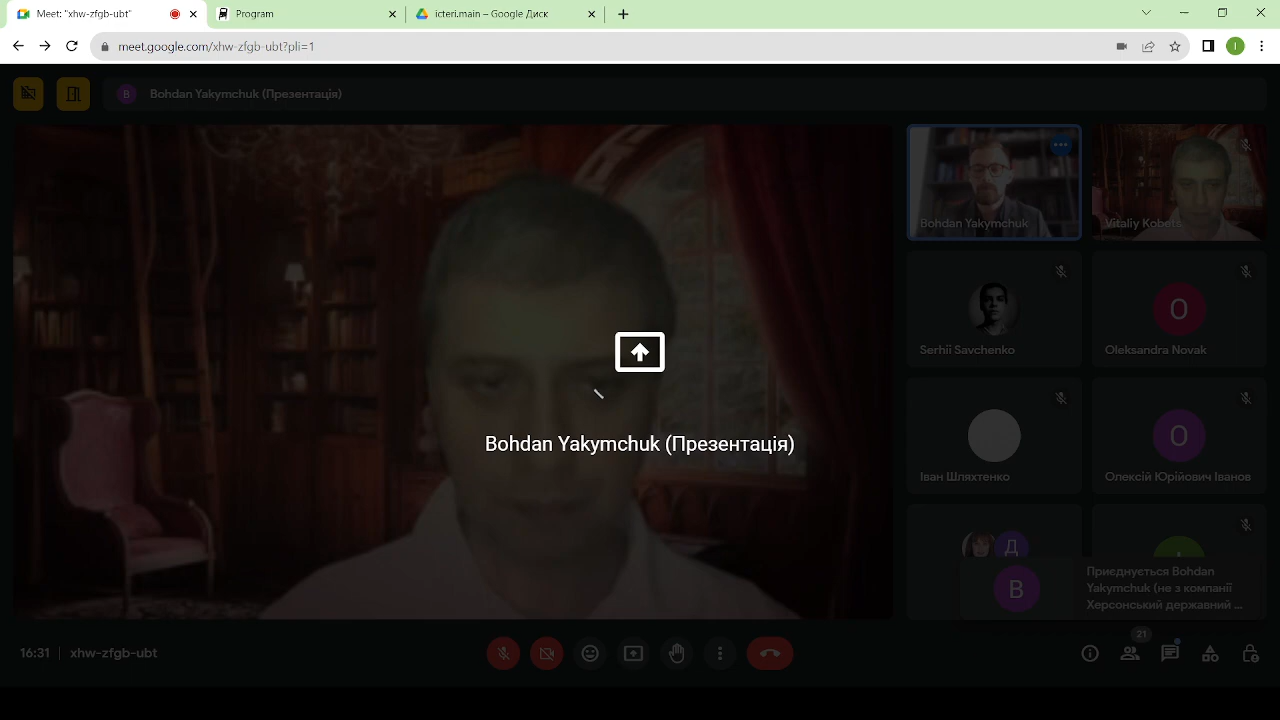 Meet: "xhw-zfgb-ubt"
Program
icteri.main – Google Диск
meet.google.com/xhw-zfgb-ubt?pli=1
I
B
Bohdan Yakymchuk (Презентація)
Bohdan Yakymchuk
Vitaliy Kobets
Serhii Savchenko
O
Oleksandra Novak
Bohdan Yakymchuk (Презентація)
Іван Шляхтенко
O
Олексій Юрійович Іванов
Д
B
Приєднується Bohdan
Yakymchuk (не з компанії
Херсонський державний ...
16:31 | xhw-zfgb-ubt
21